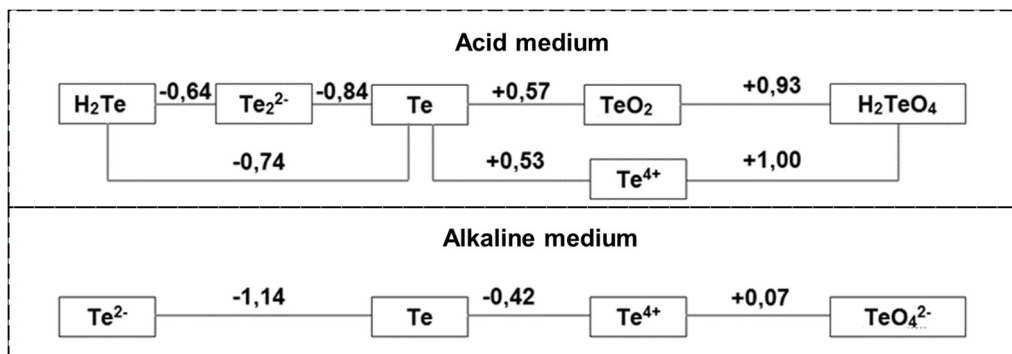 Acid medium
-0,64 -0,84 +0,57 +0,93
H₂Te Te₂²⁻ Te TeO₂ H₂TeO₄
-0,74 +0,53 +1,00
Te⁴⁺
Alkaline medium
-1,14 -0,42 +0,07
Te²⁻ Te Te⁴⁺ TeO₄²⁻